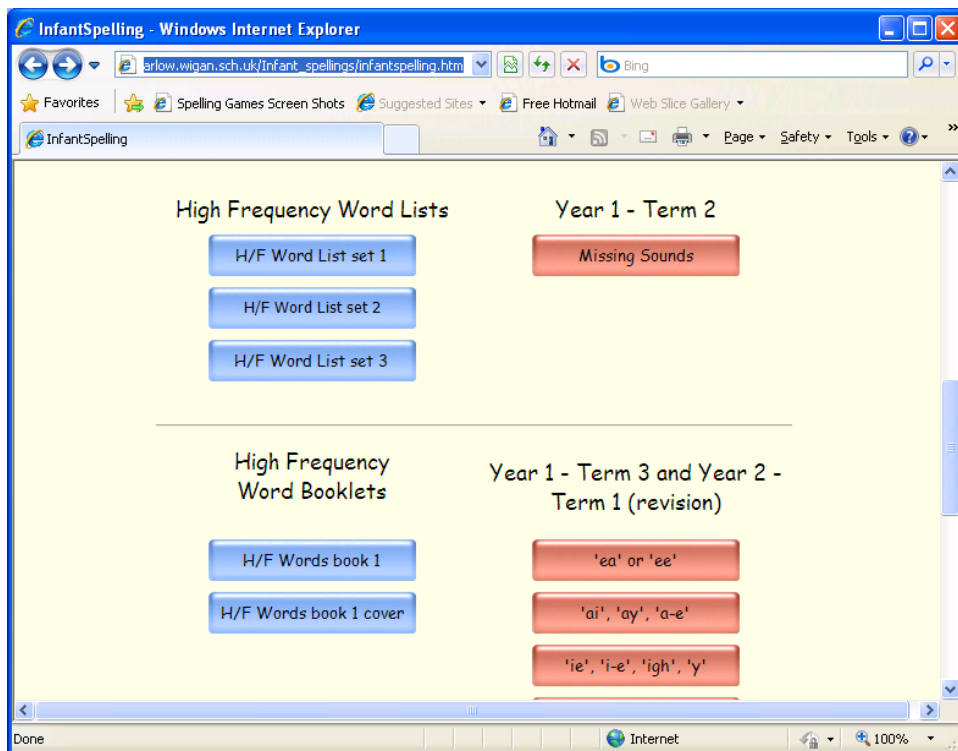 InfantSpelling - Windows Internet Explorer
arlow.wigan.sch.uk/Infant_spellings/infantspelling.htm
Bing
Favorites
Spelling Games Screen Shots
Suggested Sites
Free Hotmail
Web Slice Gallery
InfantSpelling
Page
Safety
Tools
»
High Frequency Word Lists
H/F Word List set 1
H/F Word List set 2
H/F Word List set 3
Year 1 - Term 2
Missing Sounds
High Frequency
Word Booklets
H/F Words book 1
H/F Words book 1 cover
Year 1 - Term 3 and Year 2 -
Term 1 (revision)
'ea' or 'ee'
'ai', 'ay', 'a-e'
'ie', 'i-e', 'igh', 'y'
Done
Internet
100%